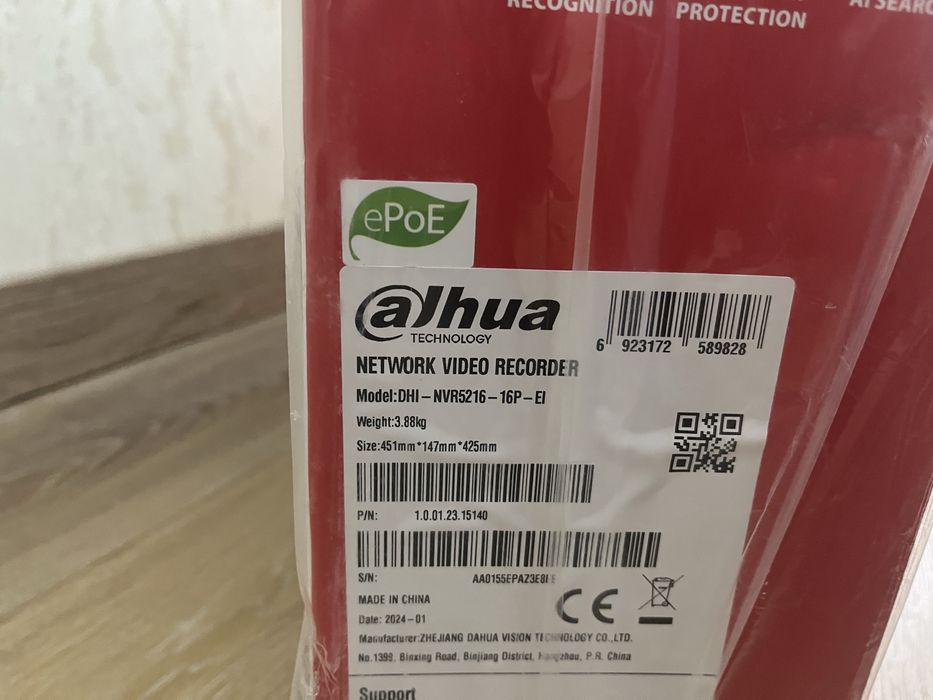 RECOGNITION PROTECTION
ePoE
alhua
TECHNOLOGY
6 923172 589828
NETWORK VIDEO RECORDER
Model:DHI-NVR5216-16P-EI
Weight:3.88kg
Size:451mm*147mm*425mm
P/N: 1.0.01.23.15140
S/N:
MADE IN CHINA
CE
Date: 2024-01
Manufacturer:ZHEJIANG DAHUA VISION TECHNOLOGY CO.,LTD.
No.1399, Binxing Road, Binjiang District, Hangzhou, P.R. China
Support